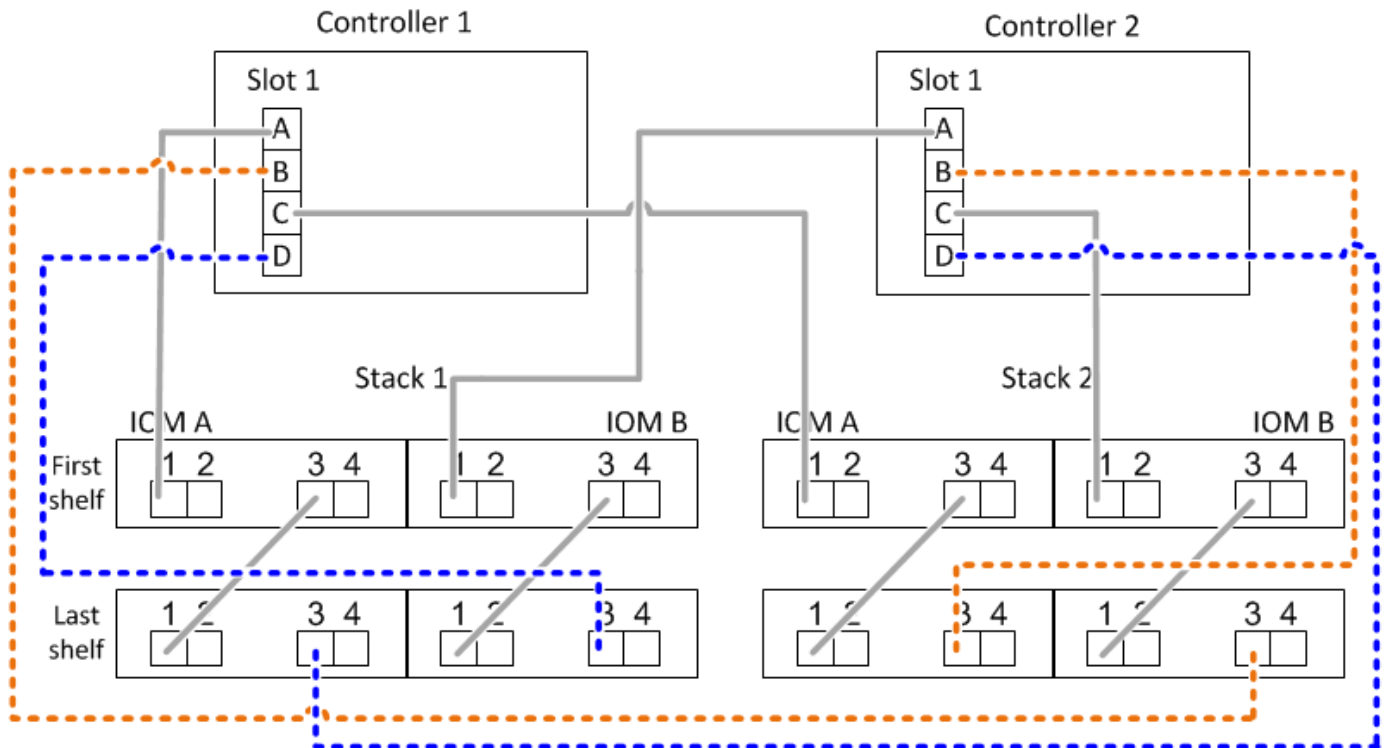 Controller 1
Controller 2
Slot 1
Slot 1
A
A
B
B
C
C
D
D
Stack 1
Stack 2
IOM A
IOM B
IOM A
IOM B
First
shelf
1 2
3 4
1 2
3 4
1 2
3 4
1 2
3 4
Last
shelf
1 2
3 4
1 2
3 4
1 2
3 4
1 2
3 4